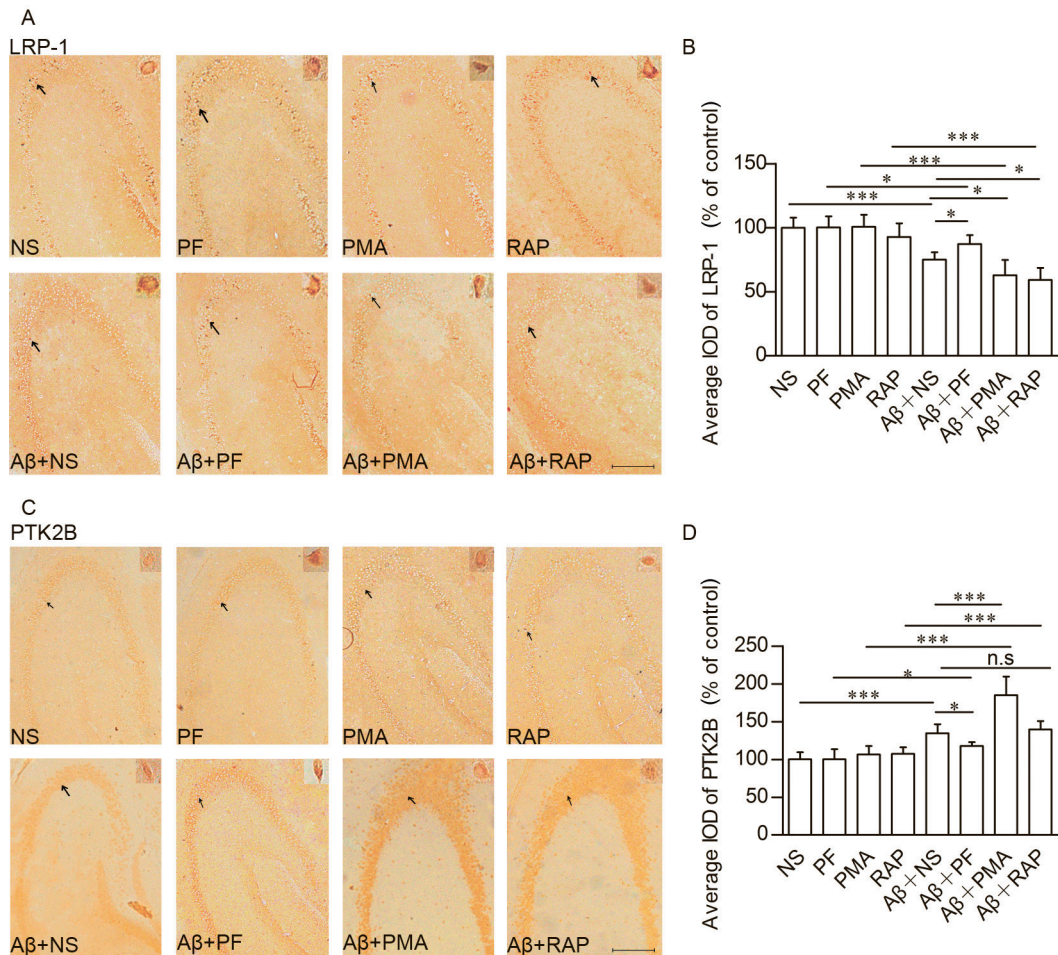 A
LRP-1
NS
PF
PMA
RAP
Aβ+NS
Aβ+PF
Aβ+PMA
Aβ+RAP
B
Average IOD of LRP-1 (% of control)
150
100
50
0
***
***
*
*
***
*
*
NS
PF
PMA
RAP
Aβ+NS
Aβ+PF
Aβ+PMA
Aβ+RAP
C
PTK2B
NS
PF
PMA
RAP
Aβ+NS
Aβ+PF
Aβ+PMA
Aβ+RAP
D
Average IOD of PTK2B (% of control)
250
200
150
100
50
0
***
***
***
n.s
*
***
*
NS
PF
PMA
RAP
Aβ+NS
Aβ+PF
Aβ+PMA
Aβ+RAP